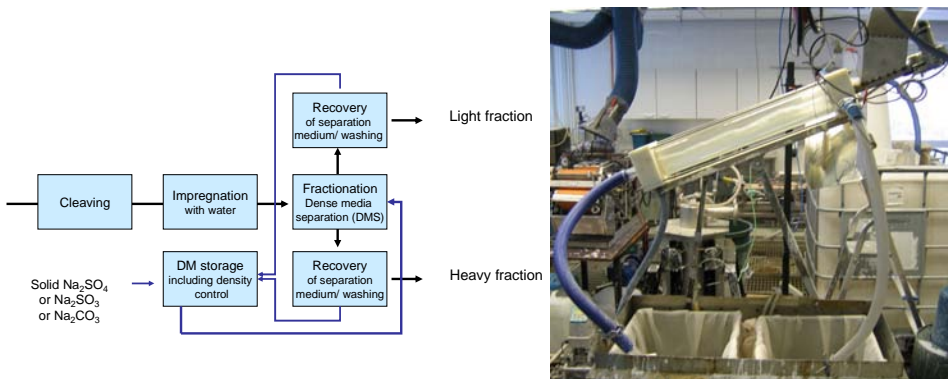 Recovery
of separation
medium/ washing
Light fraction
Cleaving
Impregnation
with water
Fractionation
Dense media
separation (DMS)
Solid Na₂SO₄
or Na₂SO₃
or Na₂CO₃
DM storage
including density
control
Recovery
of separation
medium/ washing
Heavy fraction